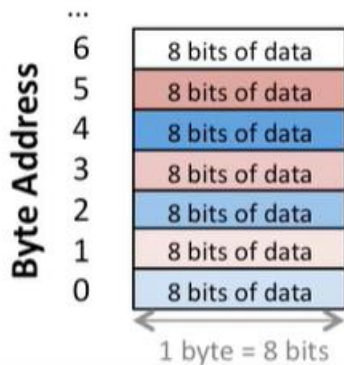 ...
Byte Address
6 8 bits of data
5 8 bits of data
4 8 bits of data
3 8 bits of data
2 8 bits of data
1 8 bits of data
0 8 bits of data
1 byte = 8 bits